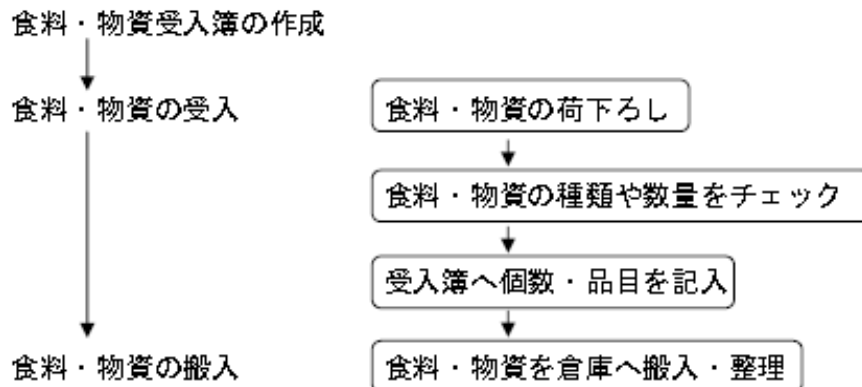 食料・物資受入簿の作成
食料・物資の受入
食料・物資の荷下ろし
食料・物資の種類や数量をチェック
受入簿へ個数・品目を記入
食料・物資の搬入
食料・物資を倉庫へ搬入・整理